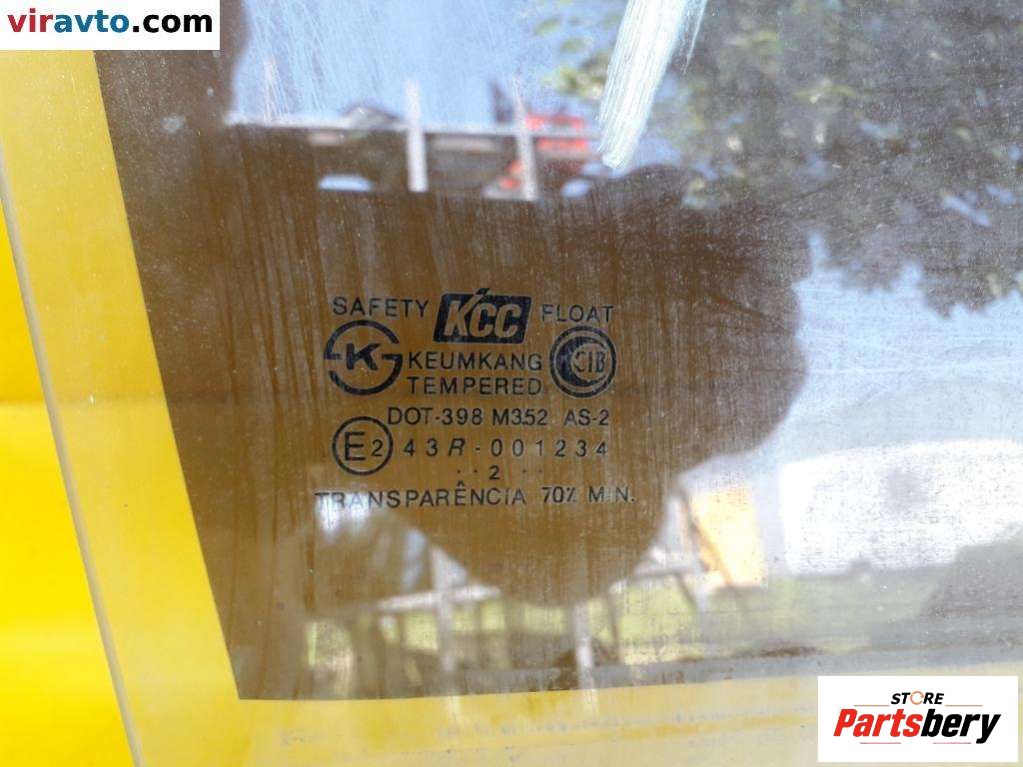 viravto.com
SAFETY KCC FLOAT
K
KEUMKANG
TEMPERED
CIB
DOT-398 M352 AS-2
E2 43R-001234
··2··
TRANSPARÊNCIA 70% MIN.
STORE
Partsbery